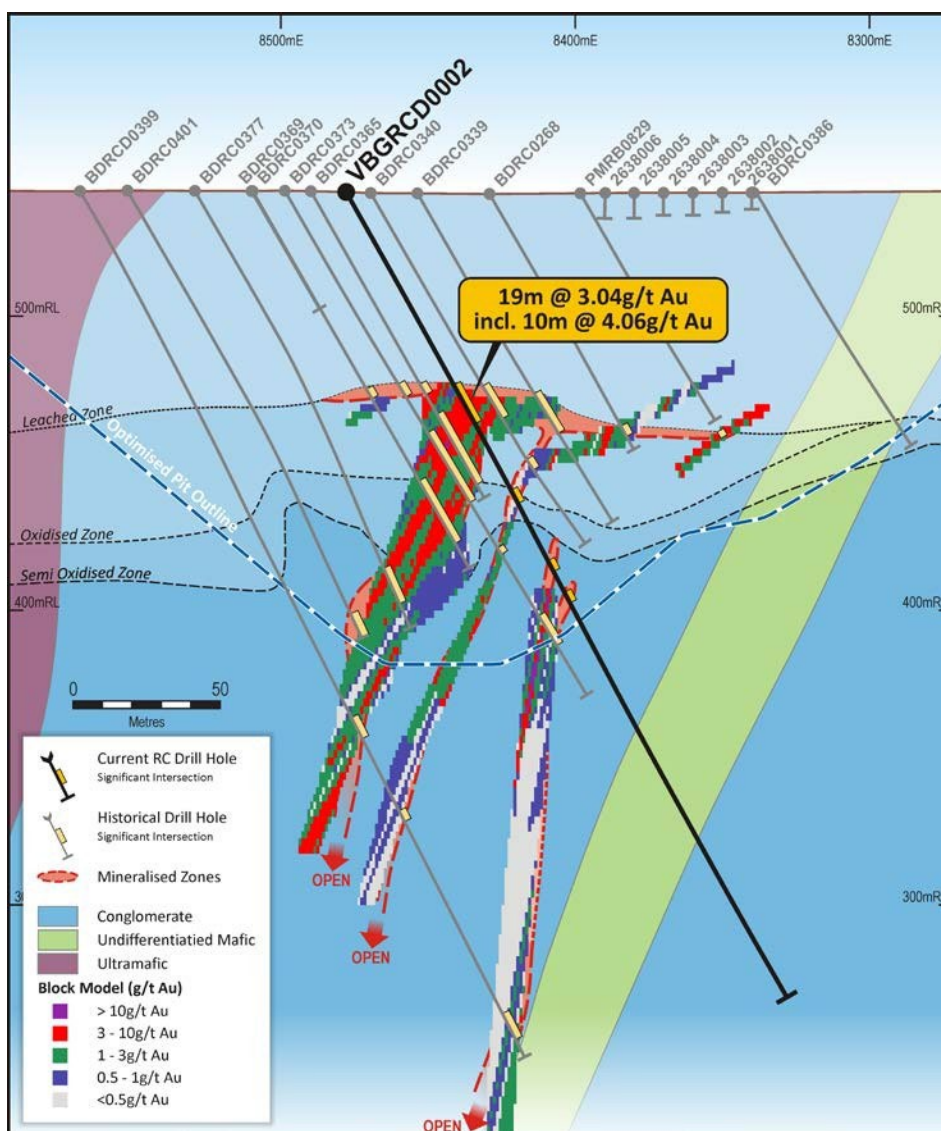 8500mE
8400mE
8300mE
BDRCD0399
BDRC0401
BDRC0377
BDRC0369
BDRC0370
BDRC0373
BDRC0365
VBGRCD0002
BDRC0340
BDRC0339
BDRC0268
PMRB0829
2638006
2638005
2638004
2638003
2638002
2638001
BDRC0386
500mRL
19m @ 3.04g/t Au
incl. 10m @ 4.06g/t Au
Leached Zone
Optimised Pit Outline
Oxidised Zone
Semi Oxidised Zone
400mRL
400mRL
0
50
Metres
Current RC Drill Hole
Significant Intersection
Historical Drill Hole
Significant Intersection
Mineralised Zones
Conglomerate
Undifferentiatied Mafic
Ultramafic
Block Model (g/t Au)
> 10g/t Au
3 - 10g/t Au
1 - 3g/t Au
0.5 - 1g/t Au
<0.5g/t Au
OPEN
OPEN
OPEN